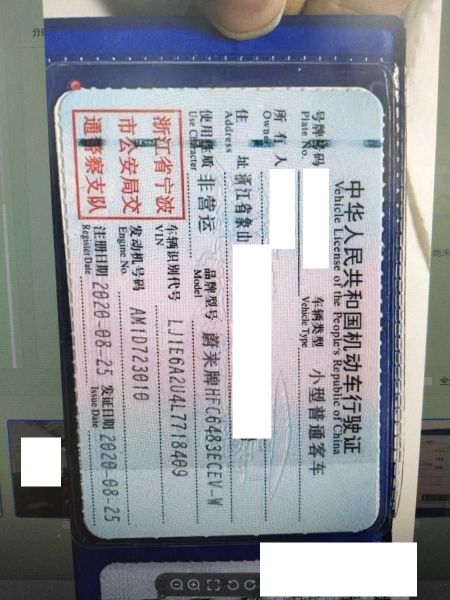 中华人民共和国机动车行驶证
Vehicle License of the People's Republic of China
号牌号码
Plate No.
车辆类型 小型普通客车
Vehicle Type
所有人
Owner
住址 浙江省象山
Address
使用性质 非营运
Use Character
品牌型号 蔚来牌HFC6483ECEV-W
Model
车辆识别代号 LJ1E6A2U4L7718409
VIN
发动机号码 AM1D723010
Engine No.
注册日期 2020-08-25 发证日期 2020-08-25
Register Date Issue Date
浙江省宁波
市公安局交
通警察支队